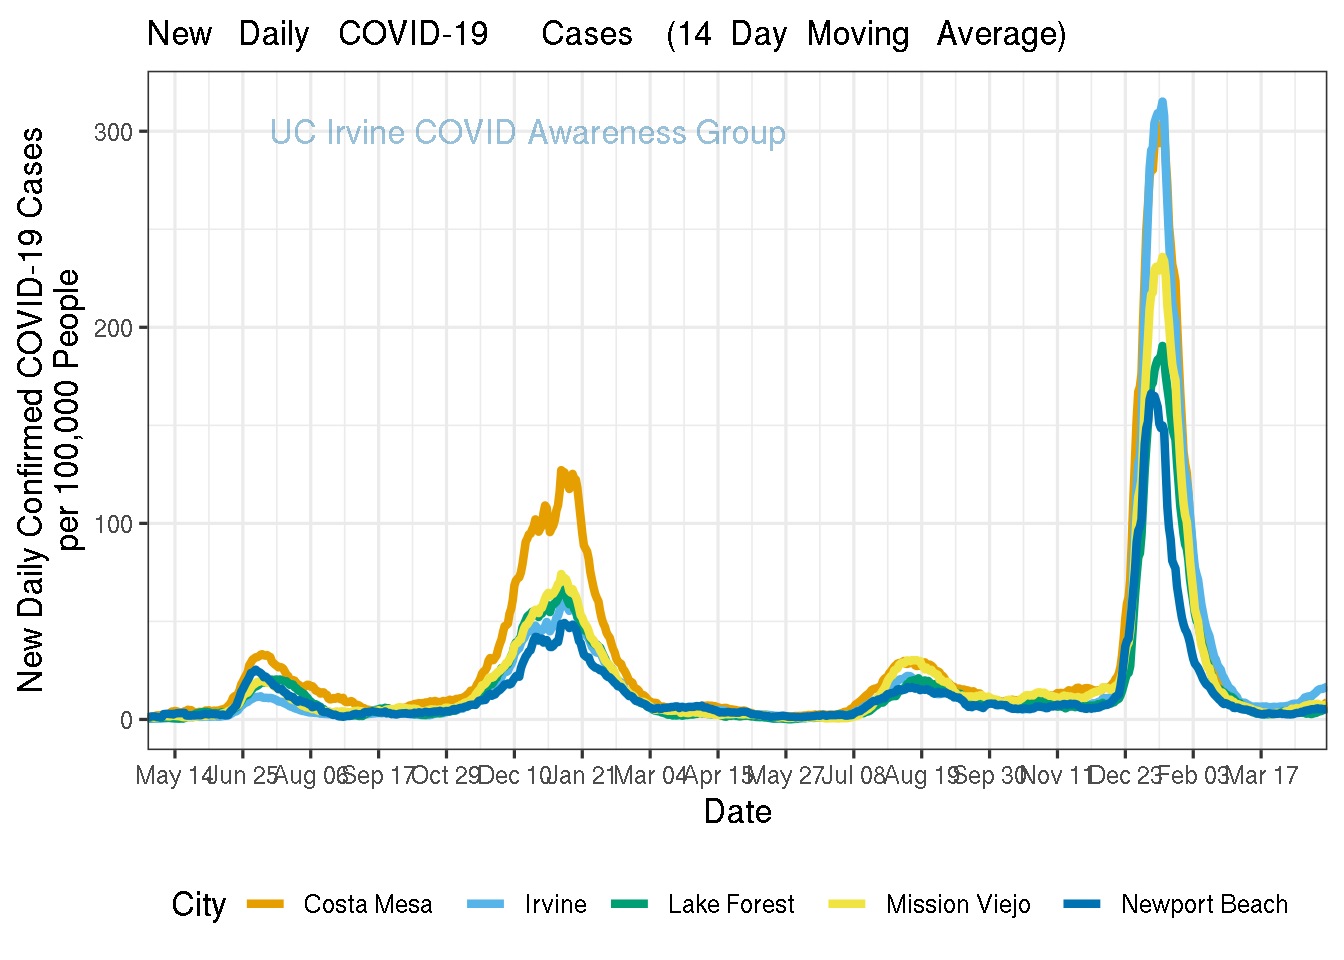 New Daily COVID-19 Cases (14 Day Moving Average)
UC Irvine COVID Awareness Group
New Daily Confirmed COVID-19 Cases
per 100,000 People
300
200
100
0
May 14 Jun 25 Aug 06 Sep 17 Oct 29 Dec 10 Jan 21 Mar 04 Apr 15 May 27 Jul 08 Aug 19 Sep 30 Nov 11 Dec 23 Feb 03 Mar 17
Date
City Costa Mesa Irvine Lake Forest Mission Viejo Newport Beach